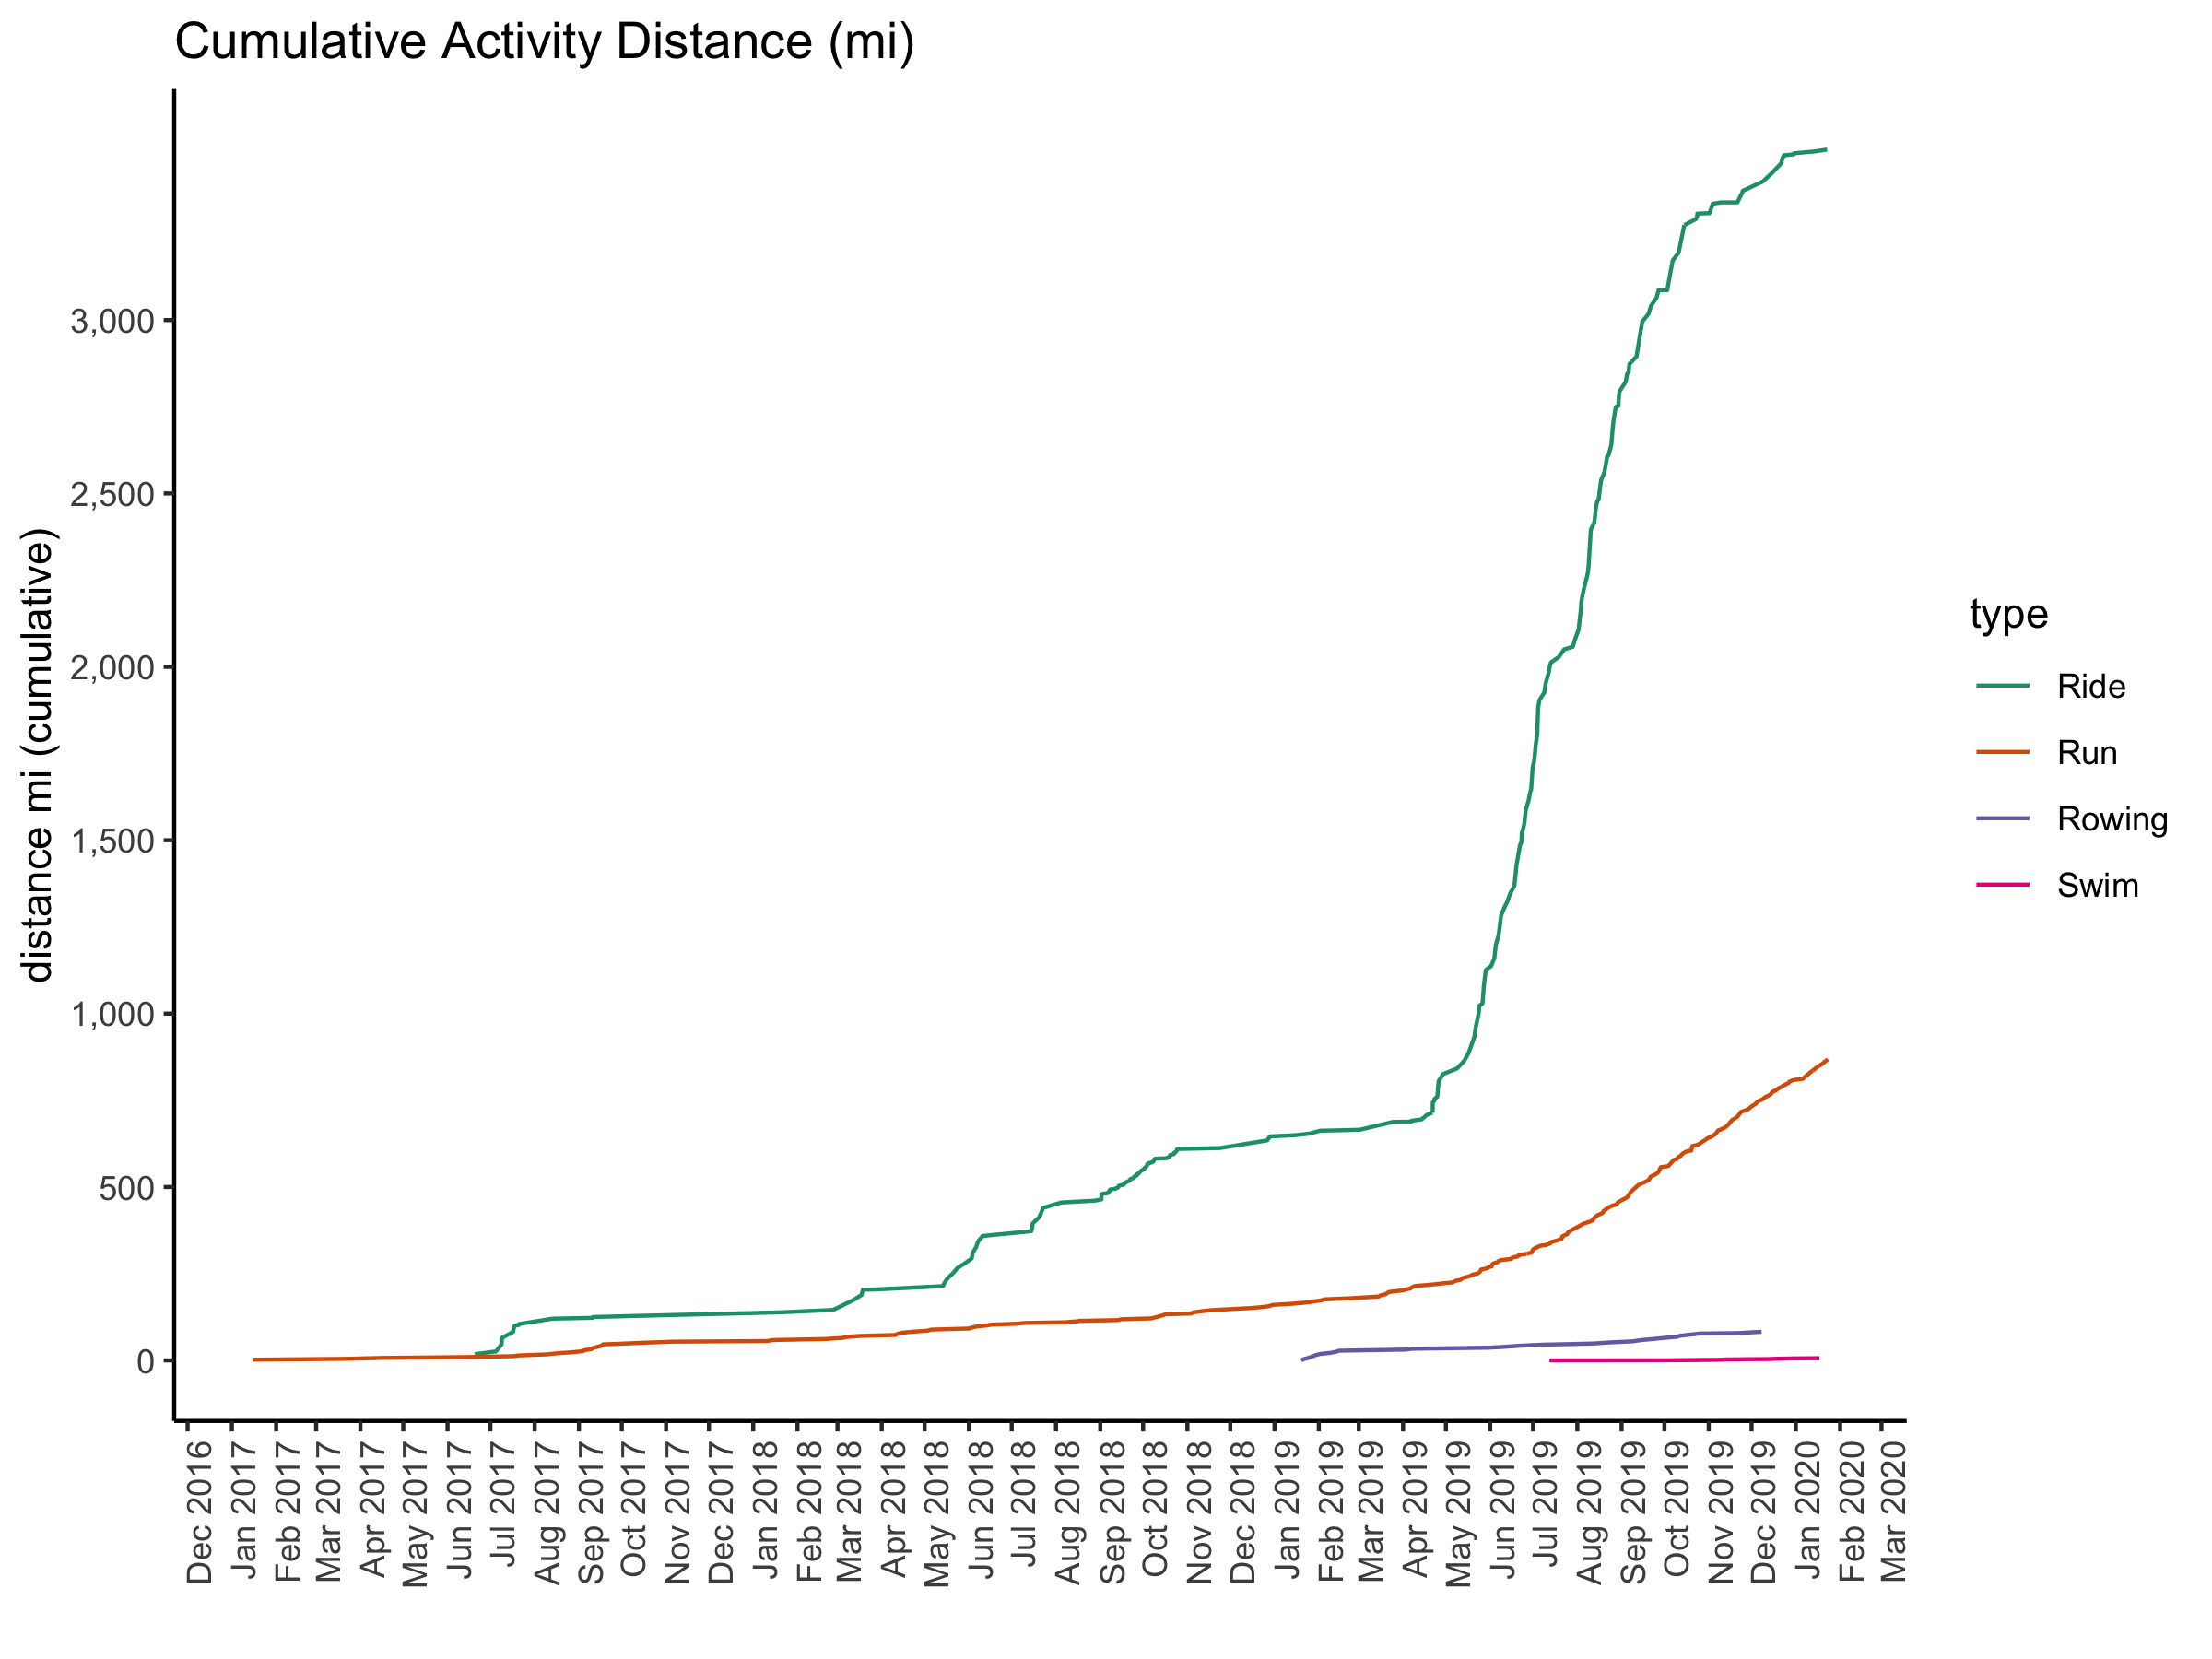 Cumulative Activity Distance (mi)
distance mi (cumulative)
3,000
2,500
2,000
1,500
1,000
500
0
Dec 2016
Jan 2017
Feb 2017
Mar 2017
Apr 2017
May 2017
Jun 2017
Jul 2017
Aug 2017
Sep 2017
Oct 2017
Nov 2017
Dec 2017
Jan 2018
Feb 2018
Mar 2018
Apr 2018
May 2018
Jun 2018
Jul 2018
Aug 2018
Sep 2018
Oct 2018
Nov 2018
Dec 2018
Jan 2019
Feb 2019
Mar 2019
Apr 2019
May 2019
Jun 2019
Jul 2019
Aug 2019
Sep 2019
Oct 2019
Nov 2019
Dec 2019
Jan 2020
Feb 2020
Mar 2020
type
Ride
Run
Rowing
Swim